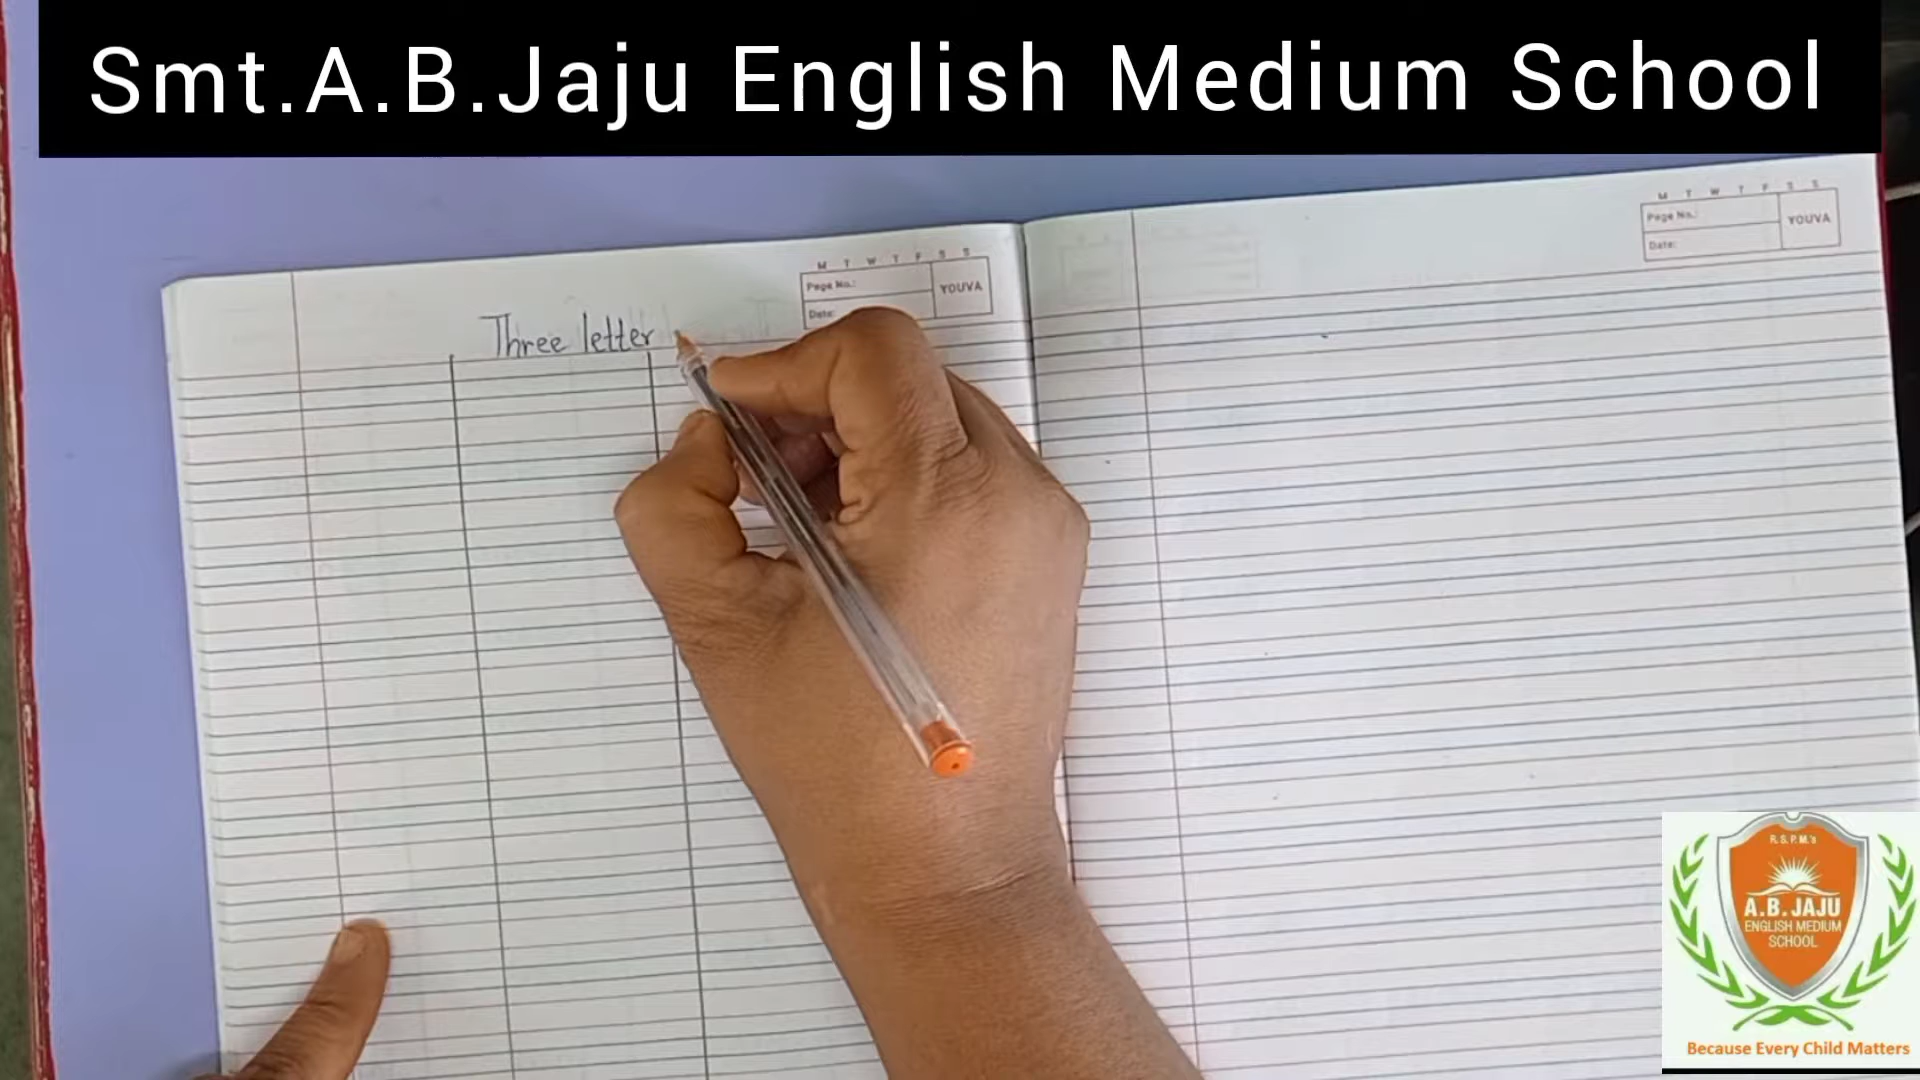 Smt.A.B.Jaju English Medium School
M T W T F S S
Page No.:
Date:
YOUVA
M T W T F S S
Page No.:
Date:
YOUVA
Three letter
R.S.P.M.'s
A.B. JAJU
ENGLISH MEDIUM
SCHOOL
Because Every Child Matters